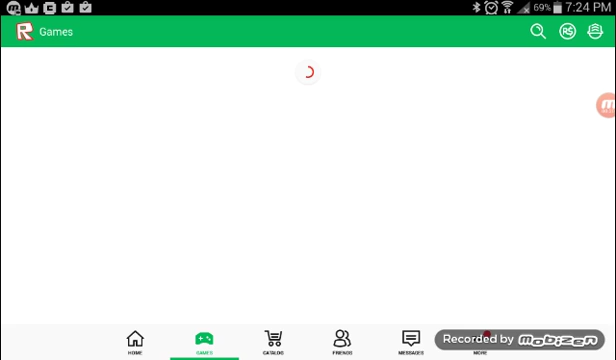 69% 7:24 PM
R Games R$
HOME GAMES CATALOG FRIENDS MESSAGES MORE
Recorded by mobizen